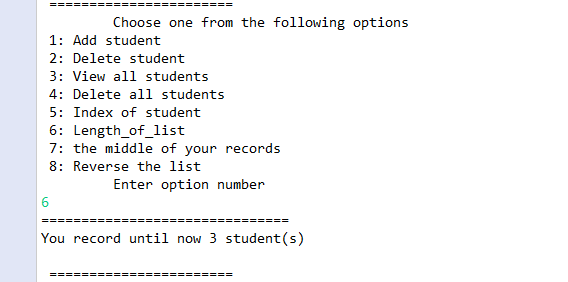 =======================
Choose one from the following options
1: Add student
2: Delete student
3: View all students
4: Delete all students
5: Index of student
6: Length_of_list
7: the middle of your records
8: Reverse the list
Enter option number
6
===============================
You record until now 3 student(s)
=======================